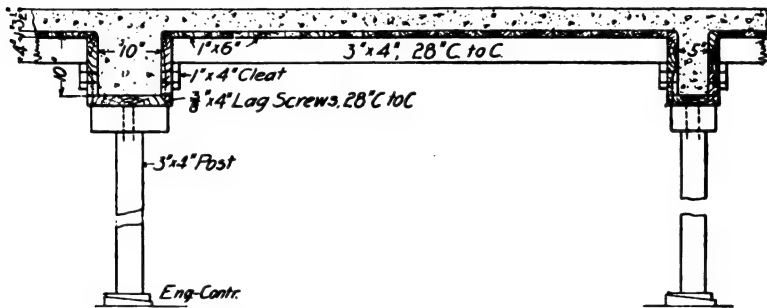 3½"
4"
10"
10"
1"x6"
3"x4", 28"C. to C.
5"
1"x4" Cleat
⅜"x4" Lag Screws, 28"C to C
3"x4" Post
Eng-Contr.